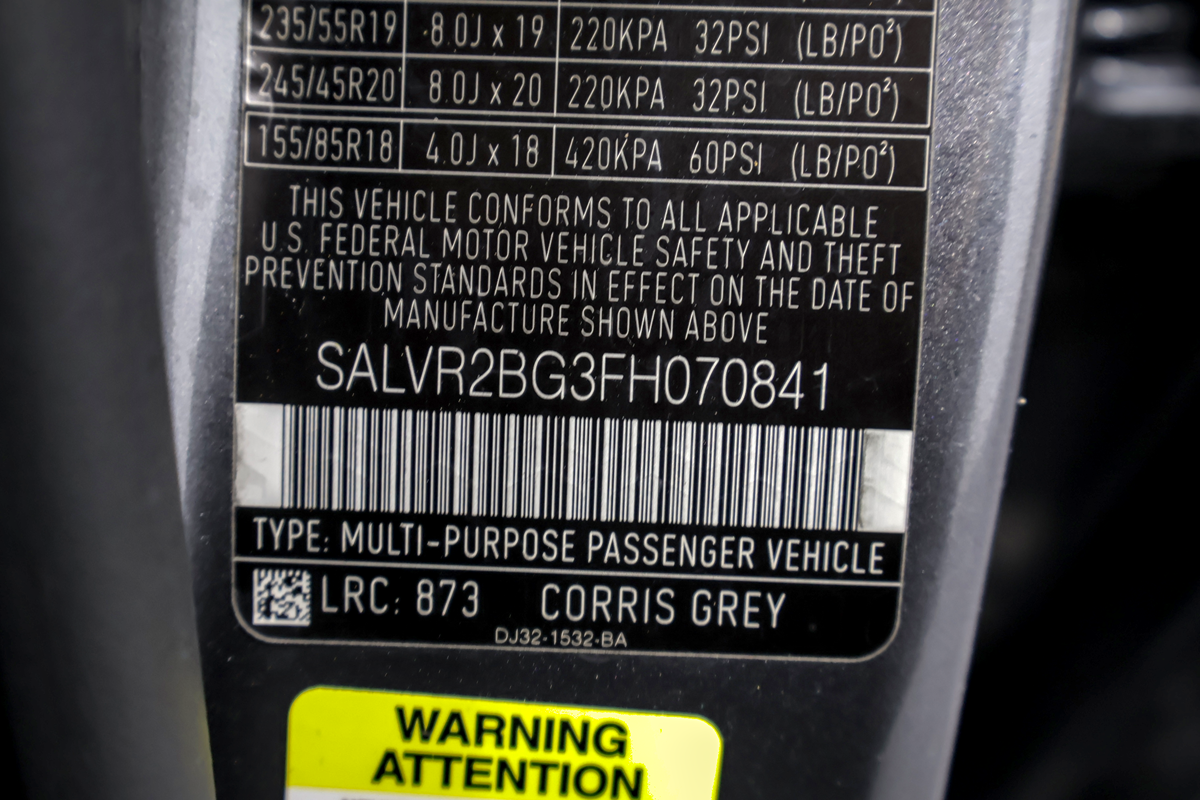 235/55R19 8.0J x 19 220KPA 32PSI (LB/PO²)
245/45R20 8.0J x 20 220KPA 32PSI (LB/PO²)
155/85R18 4.0J x 18 420KPA 60PSI (LB/PO²)
THIS VEHICLE CONFORMS TO ALL APPLICABLE
U.S. FEDERAL MOTOR VEHICLE SAFETY AND THEFT
PREVENTION STANDARDS IN EFFECT ON THE DATE OF
MANUFACTURE SHOWN ABOVE
SALVR2BG3FH070841
TYPE: MULTI-PURPOSE PASSENGER VEHICLE
LRC: 873 CORRIS GREY
DJ32-1532-BA
WARNING
ATTENTION